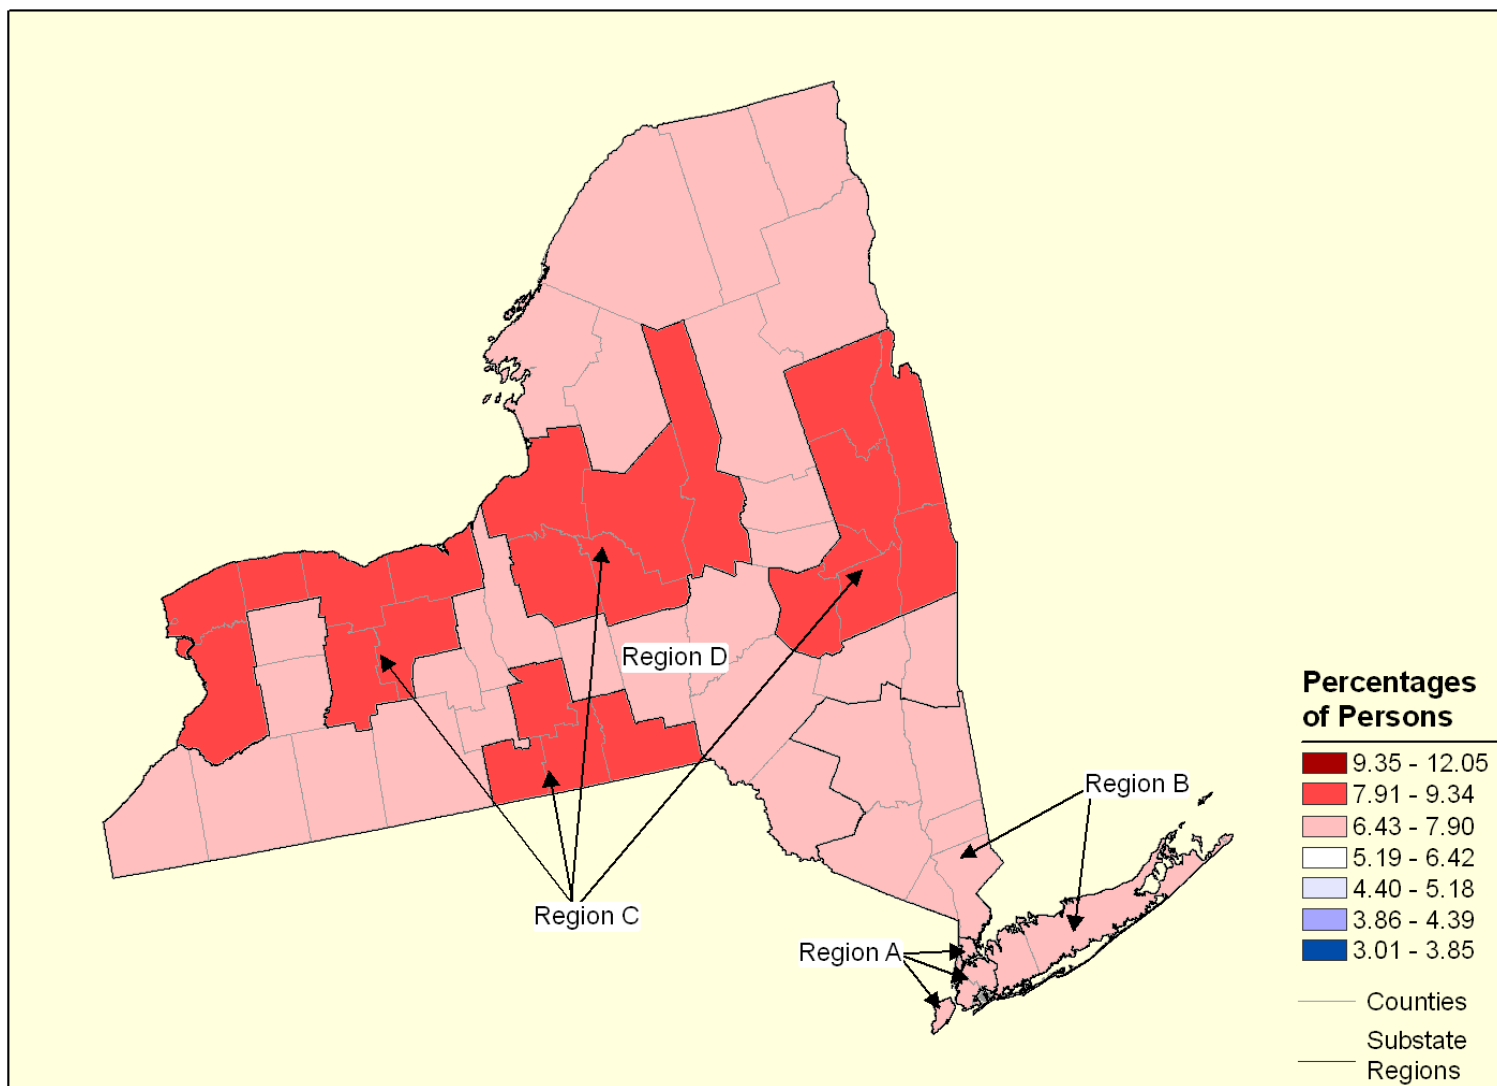 Region D
Region B
Region C
Region A
Percentages
of Persons
9.35 - 12.05
7.91 - 9.34
6.43 - 7.90
5.19 - 6.42
4.40 - 5.18
3.86 - 4.39
3.01 - 3.85
Counties
Substate
Regions